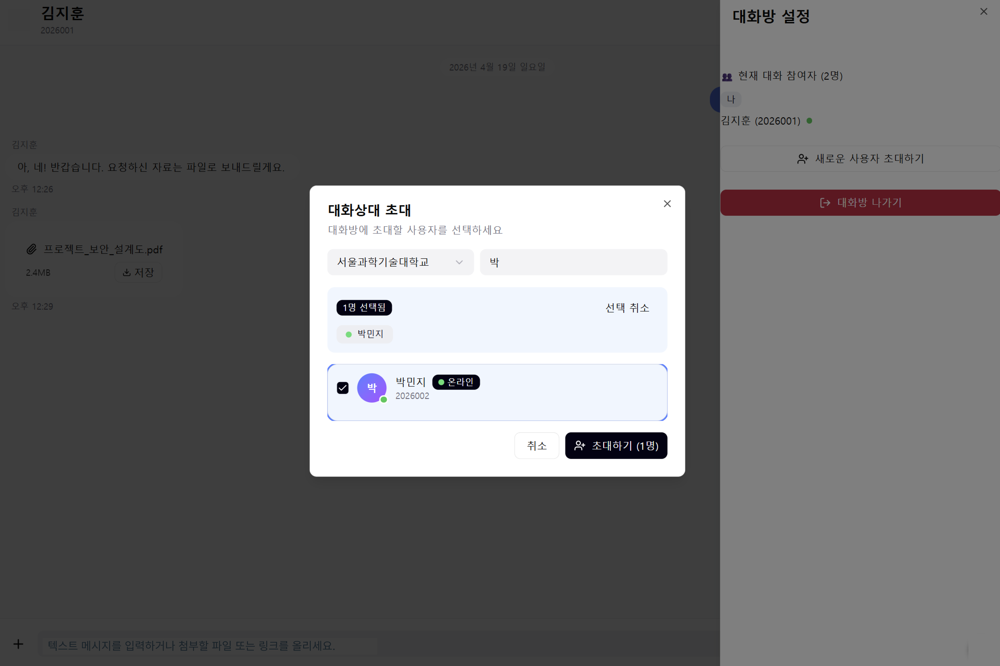 김지훈
2026001
2026년 4월 19일 일요일
김지훈
아, 네! 반갑습니다. 요청하신 자료는 파일로 보내드릴게요.
오후 12:26
김지훈
프로젝트_보안_설계도.pdf
2.4MB
저장
오후 12:29
텍스트 메시지를 입력하거나 첨부할 파일 또는 링크를 올리세요.
대화방 설정
현재 대화 참여자 (2명)
나
김지훈 (2026001)
새로운 사용자 초대하기
대화방 나가기
대화상대 초대
대화방에 초대할 사용자를 선택하세요
서울과학기술대학교
박
1명 선택됨
선택 취소
박민지
박
박민지
온라인
2026002
취소
초대하기 (1명)